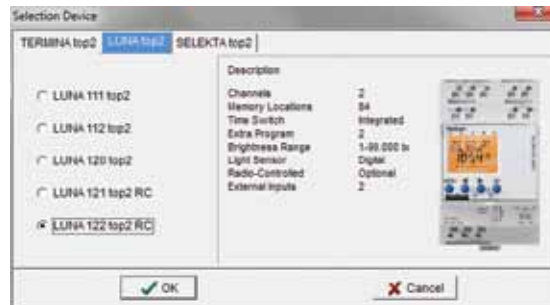 Selection Device
TERMINA top2
LUNA top2
SELEKTA top2
LUNA 111 top2
LUNA 112 top2
LUNA 120 top2
LUNA 121 top2 RC
LUNA 122 top2 RC
Description
Channels 2
Memory Locations 84
Time Switch Integrated
Extra Program 2
Brightness Range 1-99.000 lx
Light Sensor Digital
Radio-Controlled Optional
External Inputs 2
OK
Cancel